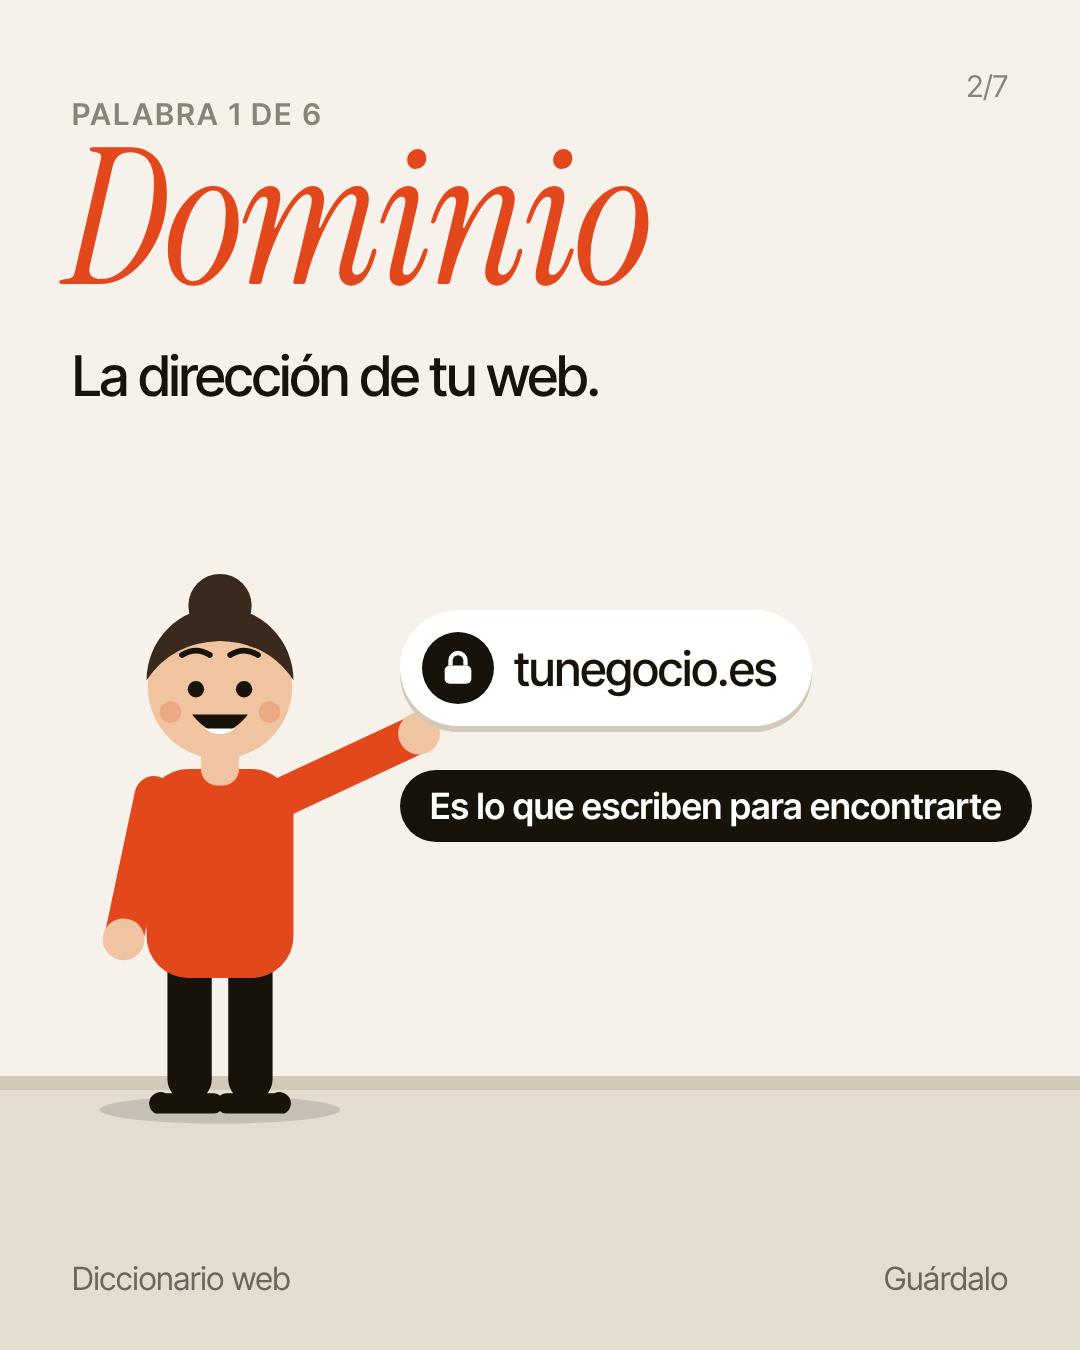 2/7
PALABRA 1 DE 6
Dominio
La dirección de tu web.
tunegocio.es
Es lo que escriben para encontrarte
Diccionario web
Guárdalo